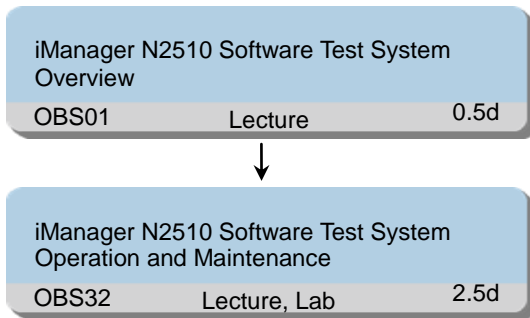 iManager N2510 Software Test System
Overview
OBS01 Lecture 0.5d
iManager N2510 Software Test System
Operation and Maintenance
OBS32 Lecture, Lab 2.5d